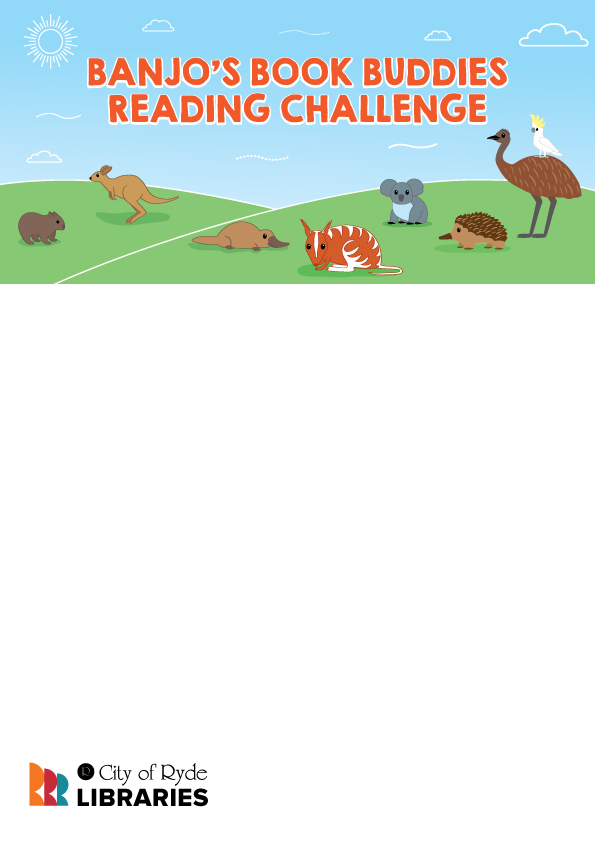 BANJO'S BOOK BUDDIES
READING CHALLENGE
R City of Ryde
LIBRARIES